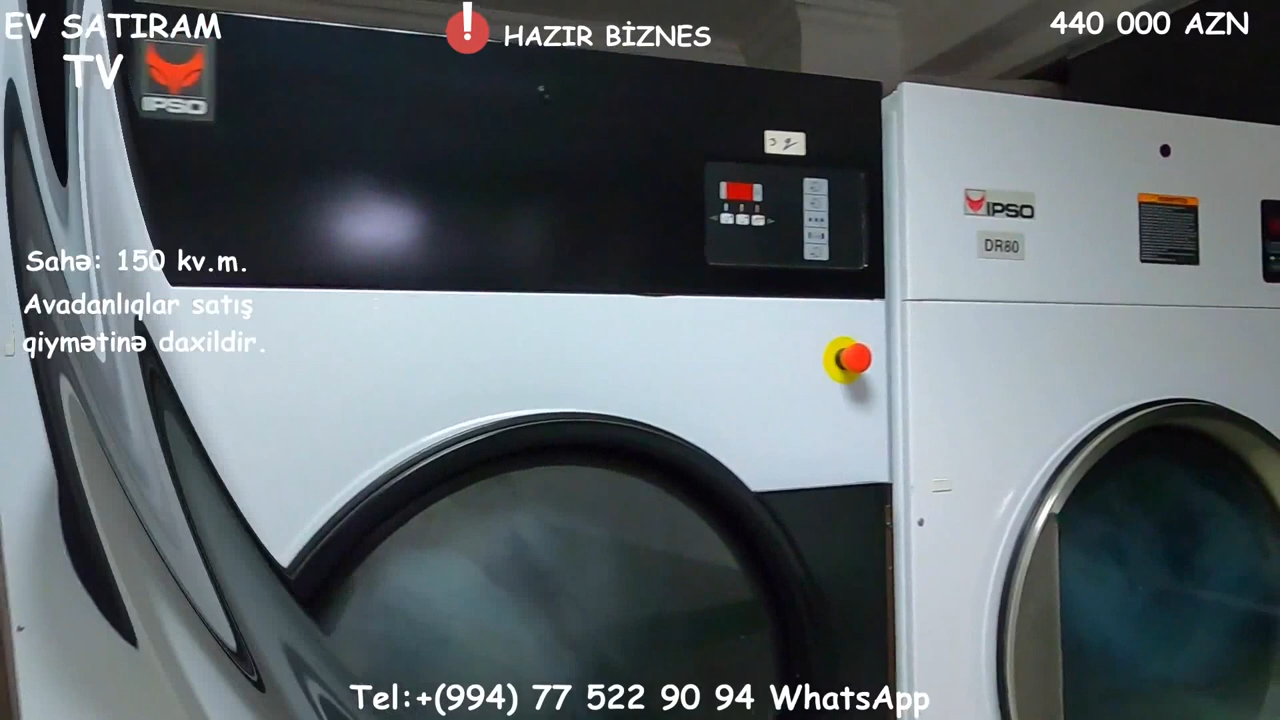 EV SATIRAM
TV
HAZIR BİZNES
440 000 AZN
IPSO
IPSO
DR80
Sahə: 150 kv.m.
Avadanlıqlar satış
qiymətinə daxildir.
Tel:+(994) 77 522 90 94 WhatsApp